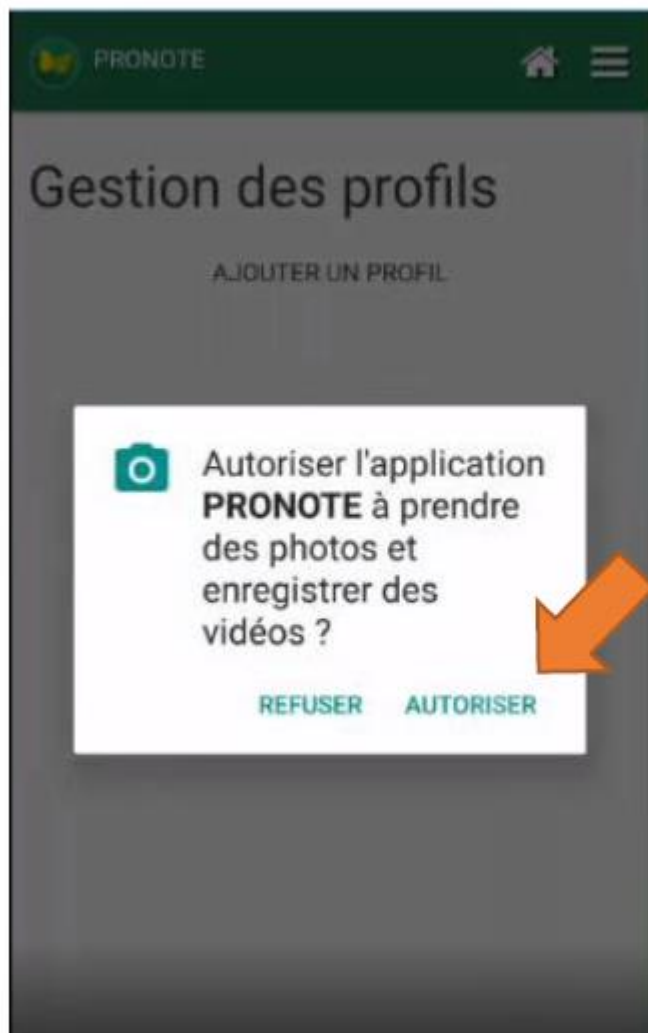 PRONOTE
Gestion des profils
AJOUTER UN PROFIL
Autoriser l'application
PRONOTE à prendre
des photos et
enregistrer des
vidéos ?
REFUSER AUTORISER